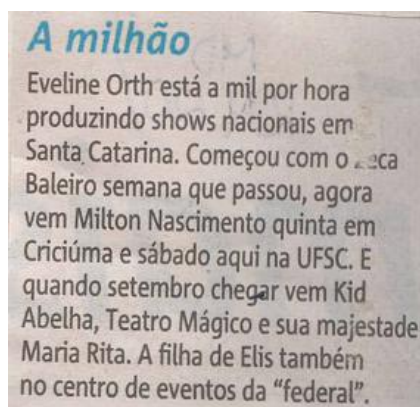 A milhão
Eveline Orth está a mil por hora
produzindo shows nacionais em
Santa Catarina. Começou com o
Baleiro semana que passou, agora
vem Milton Nascimento quinta em
Criciúma e sábado aqui na UFSC. E
quando setembro chegar vem Kid
Abelha, Teatro Mágico e sua majestade
Maria Rita. A filha de Elis também
no centro de eventos da “federal”.